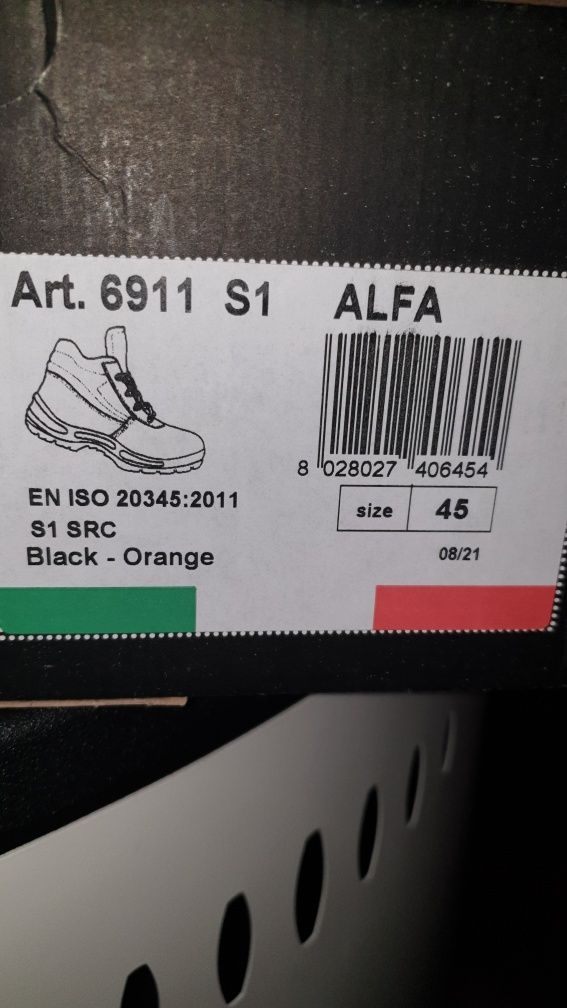 Art. 6911 S1 ALFA
8 028027 406454
EN ISO 20345:2011
S1 SRC
Black - Orange
size 45
08/21